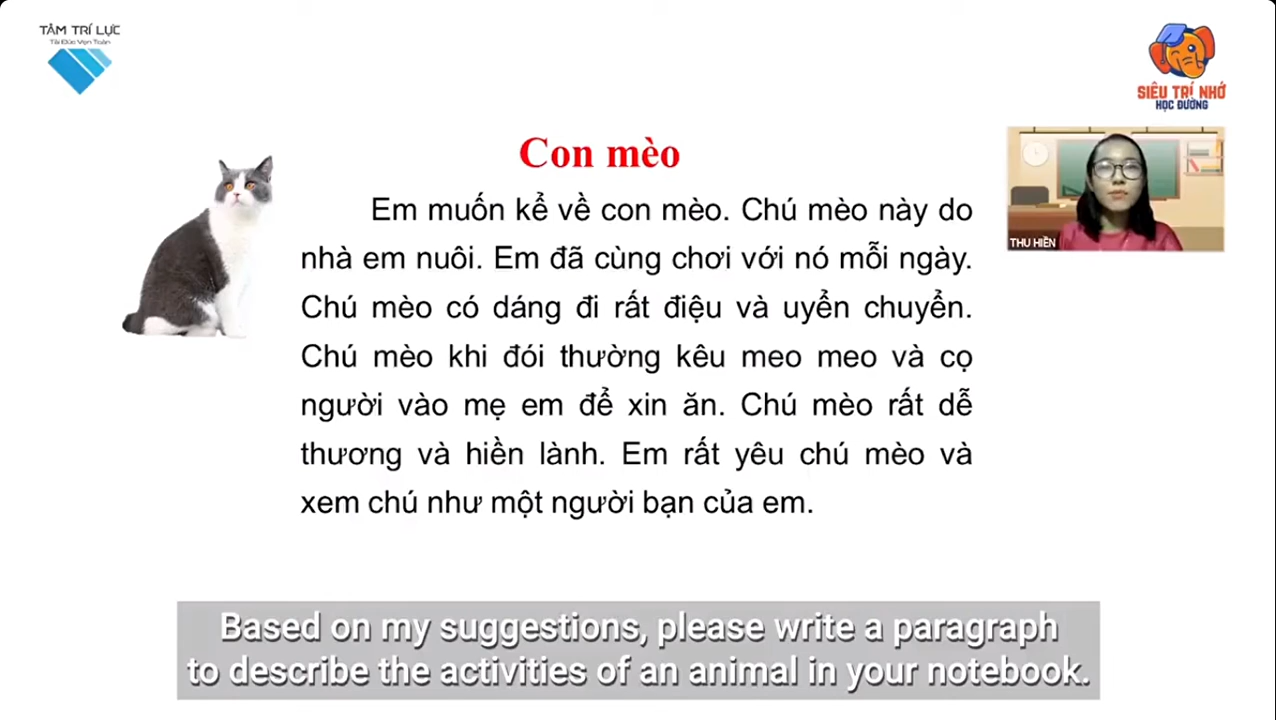 TÂM TRÍ LỰC
Tài Đức Vẹn Toàn
SIÊU TRÍ NHỚ
HỌC ĐƯỜNG
Con mèo
Em muốn kể về con mèo. Chú mèo này do
nhà em nuôi. Em đã cùng chơi với nó mỗi ngày.
Chú mèo có dáng đi rất điệu và uyển chuyển.
Chú mèo khi đói thường kêu meo meo và cọ
người vào mẹ em để xin ăn. Chú mèo rất dễ
thương và hiền lành. Em rất yêu chú mèo và
xem chú như một người bạn của em.
THU HIỀN
Based on my suggestions, please write a paragraph
to describe the activities of an animal in your notebook.